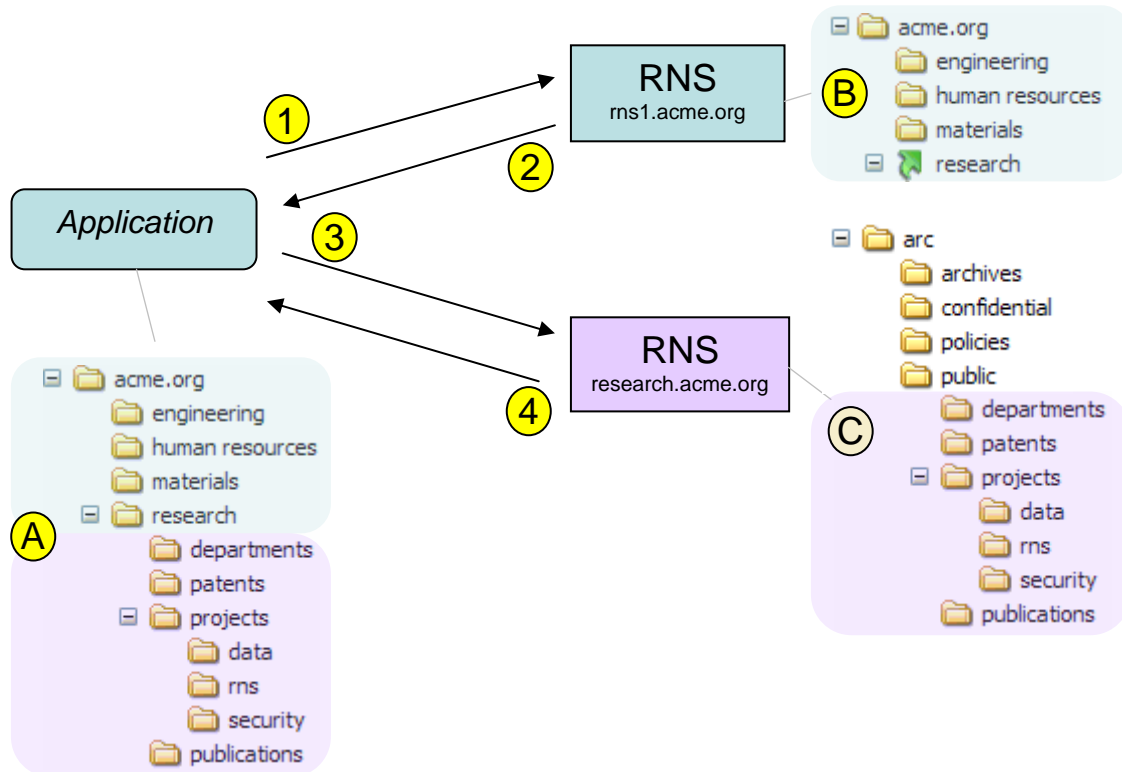 RNS
rns1.acme.org
acme.org
engineering
human resources
materials
research
B
1
2
Application
3
4
RNS
research.acme.org
arc
archives
confidential
policies
public
departments
patents
projects
data
rns
security
publications
C
A
acme.org
engineering
human resources
materials
research
departments
patents
projects
data
rns
security
publications